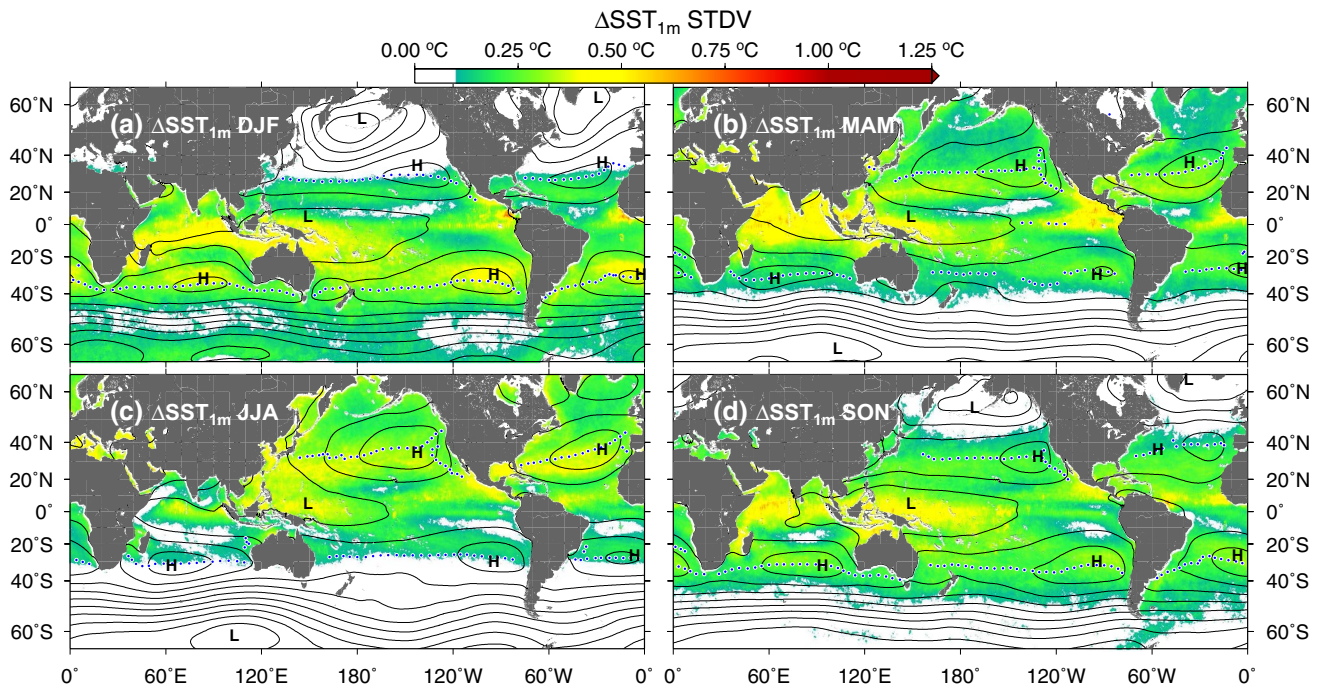 ΔSST1m STDV
0.00 ºC 0.25 ºC 0.50 ºC 0.75 ºC 1.00 ºC 1.25 ºC
(a) ΔSST1m DJF
(b) ΔSST1m MAM
60˚N 40˚N 20˚N 0˚ 20˚S 40˚S 60˚S
L L H H L H H H
H H L H H H L
60˚N 40˚N 20˚N 0˚ 20˚S 40˚S 60˚S
(c) ΔSST1m JJA
(d) ΔSST1m SON
60˚N 40˚N 20˚N 0˚ 20˚S 40˚S 60˚S
H H L H H H L
L L H H L H H H
60˚N 40˚N 20˚N 0˚ 20˚S 40˚S 60˚S
0˚ 60˚E 120˚E 180˚ 120˚W 60˚W 0˚
0˚ 60˚E 120˚E 180˚ 120˚W 60˚W 0˚